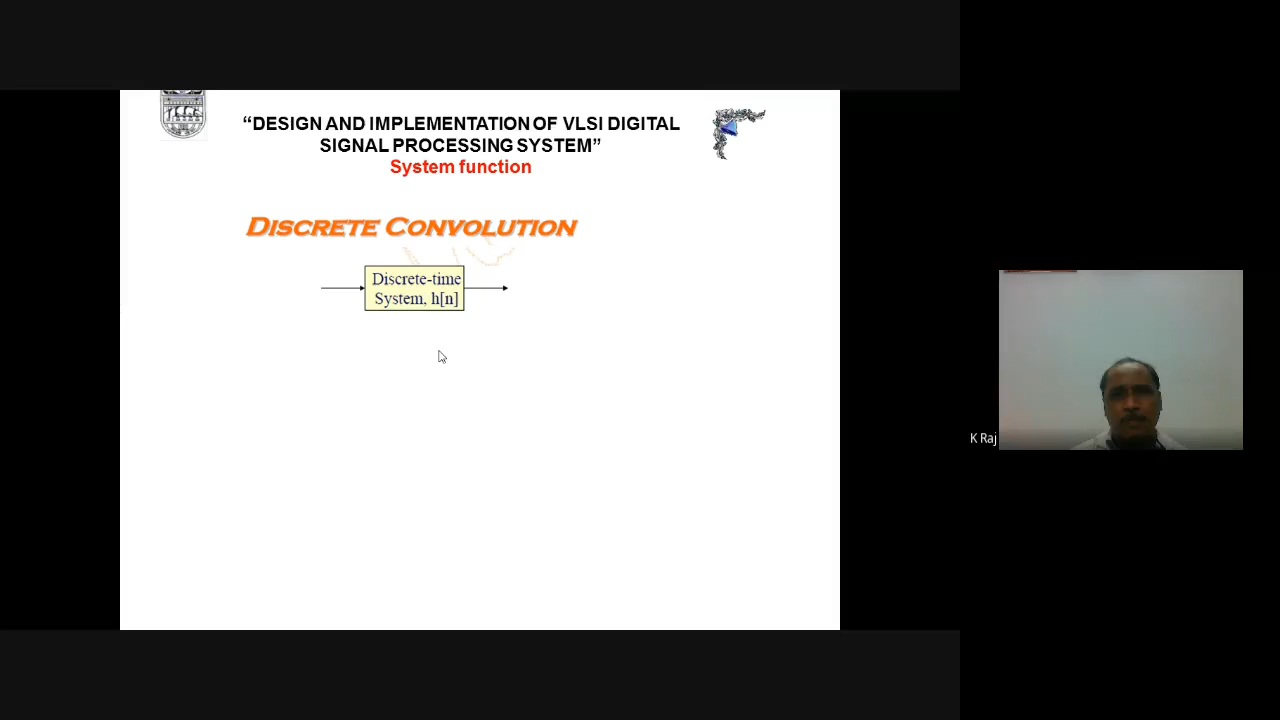 “DESIGN AND IMPLEMENTATION OF VLSI DIGITAL
SIGNAL PROCESSING SYSTEM”
System function
DISCRETE CONVOLUTION
Discrete-time
System, h[n]
K Raj